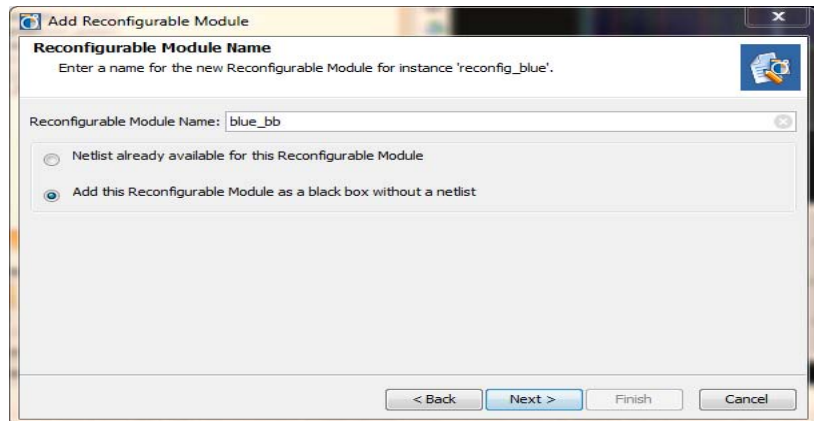 Add Reconfigurable Module
Reconfigurable Module Name
Enter a name for the new Reconfigurable Module for instance 'reconfig_blue'.
Reconfigurable Module Name: blue_bb
Netlist already available for this Reconfigurable Module
Add this Reconfigurable Module as a black box without a netlist
< Back Next > Finish Cancel